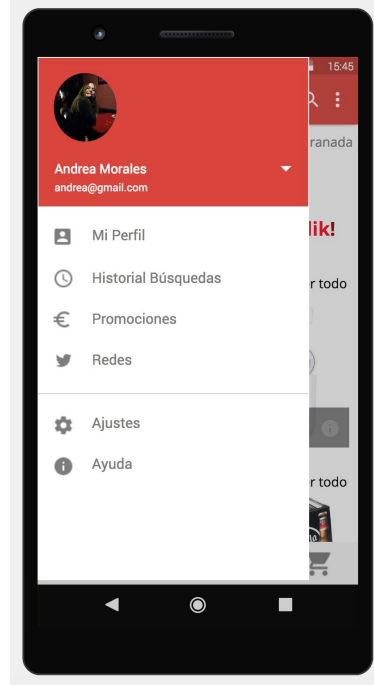 15:45
Andrea Morales
andrea@gmail.com
ranada
Mi Perfil
lik!
Historial Búsquedas
r todo
Promociones
Redes
Ajustes
Ayuda
r todo